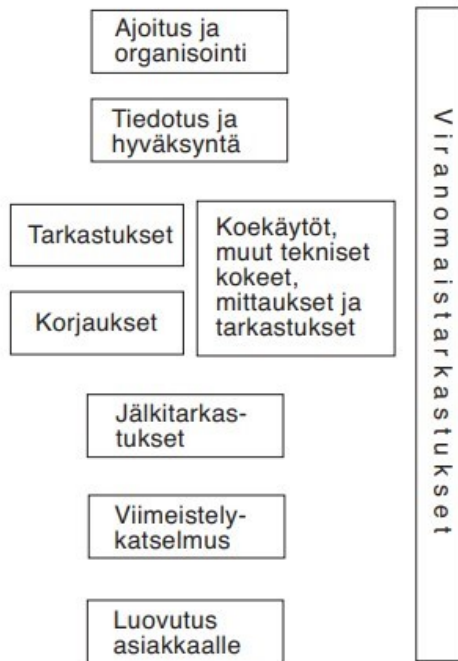 Ajoitus ja
organisointi
Tiedotus ja
hyväksyntä
Tarkastukset
Korjaukset
Koekäytöt,
muut tekniset
kokeet,
mittaukset ja
tarkastukset
Jälkitarkas-
tukset
Viimeistely-
katselmus
Luovutus
asiakkaalle
Viranomaistarkastukset